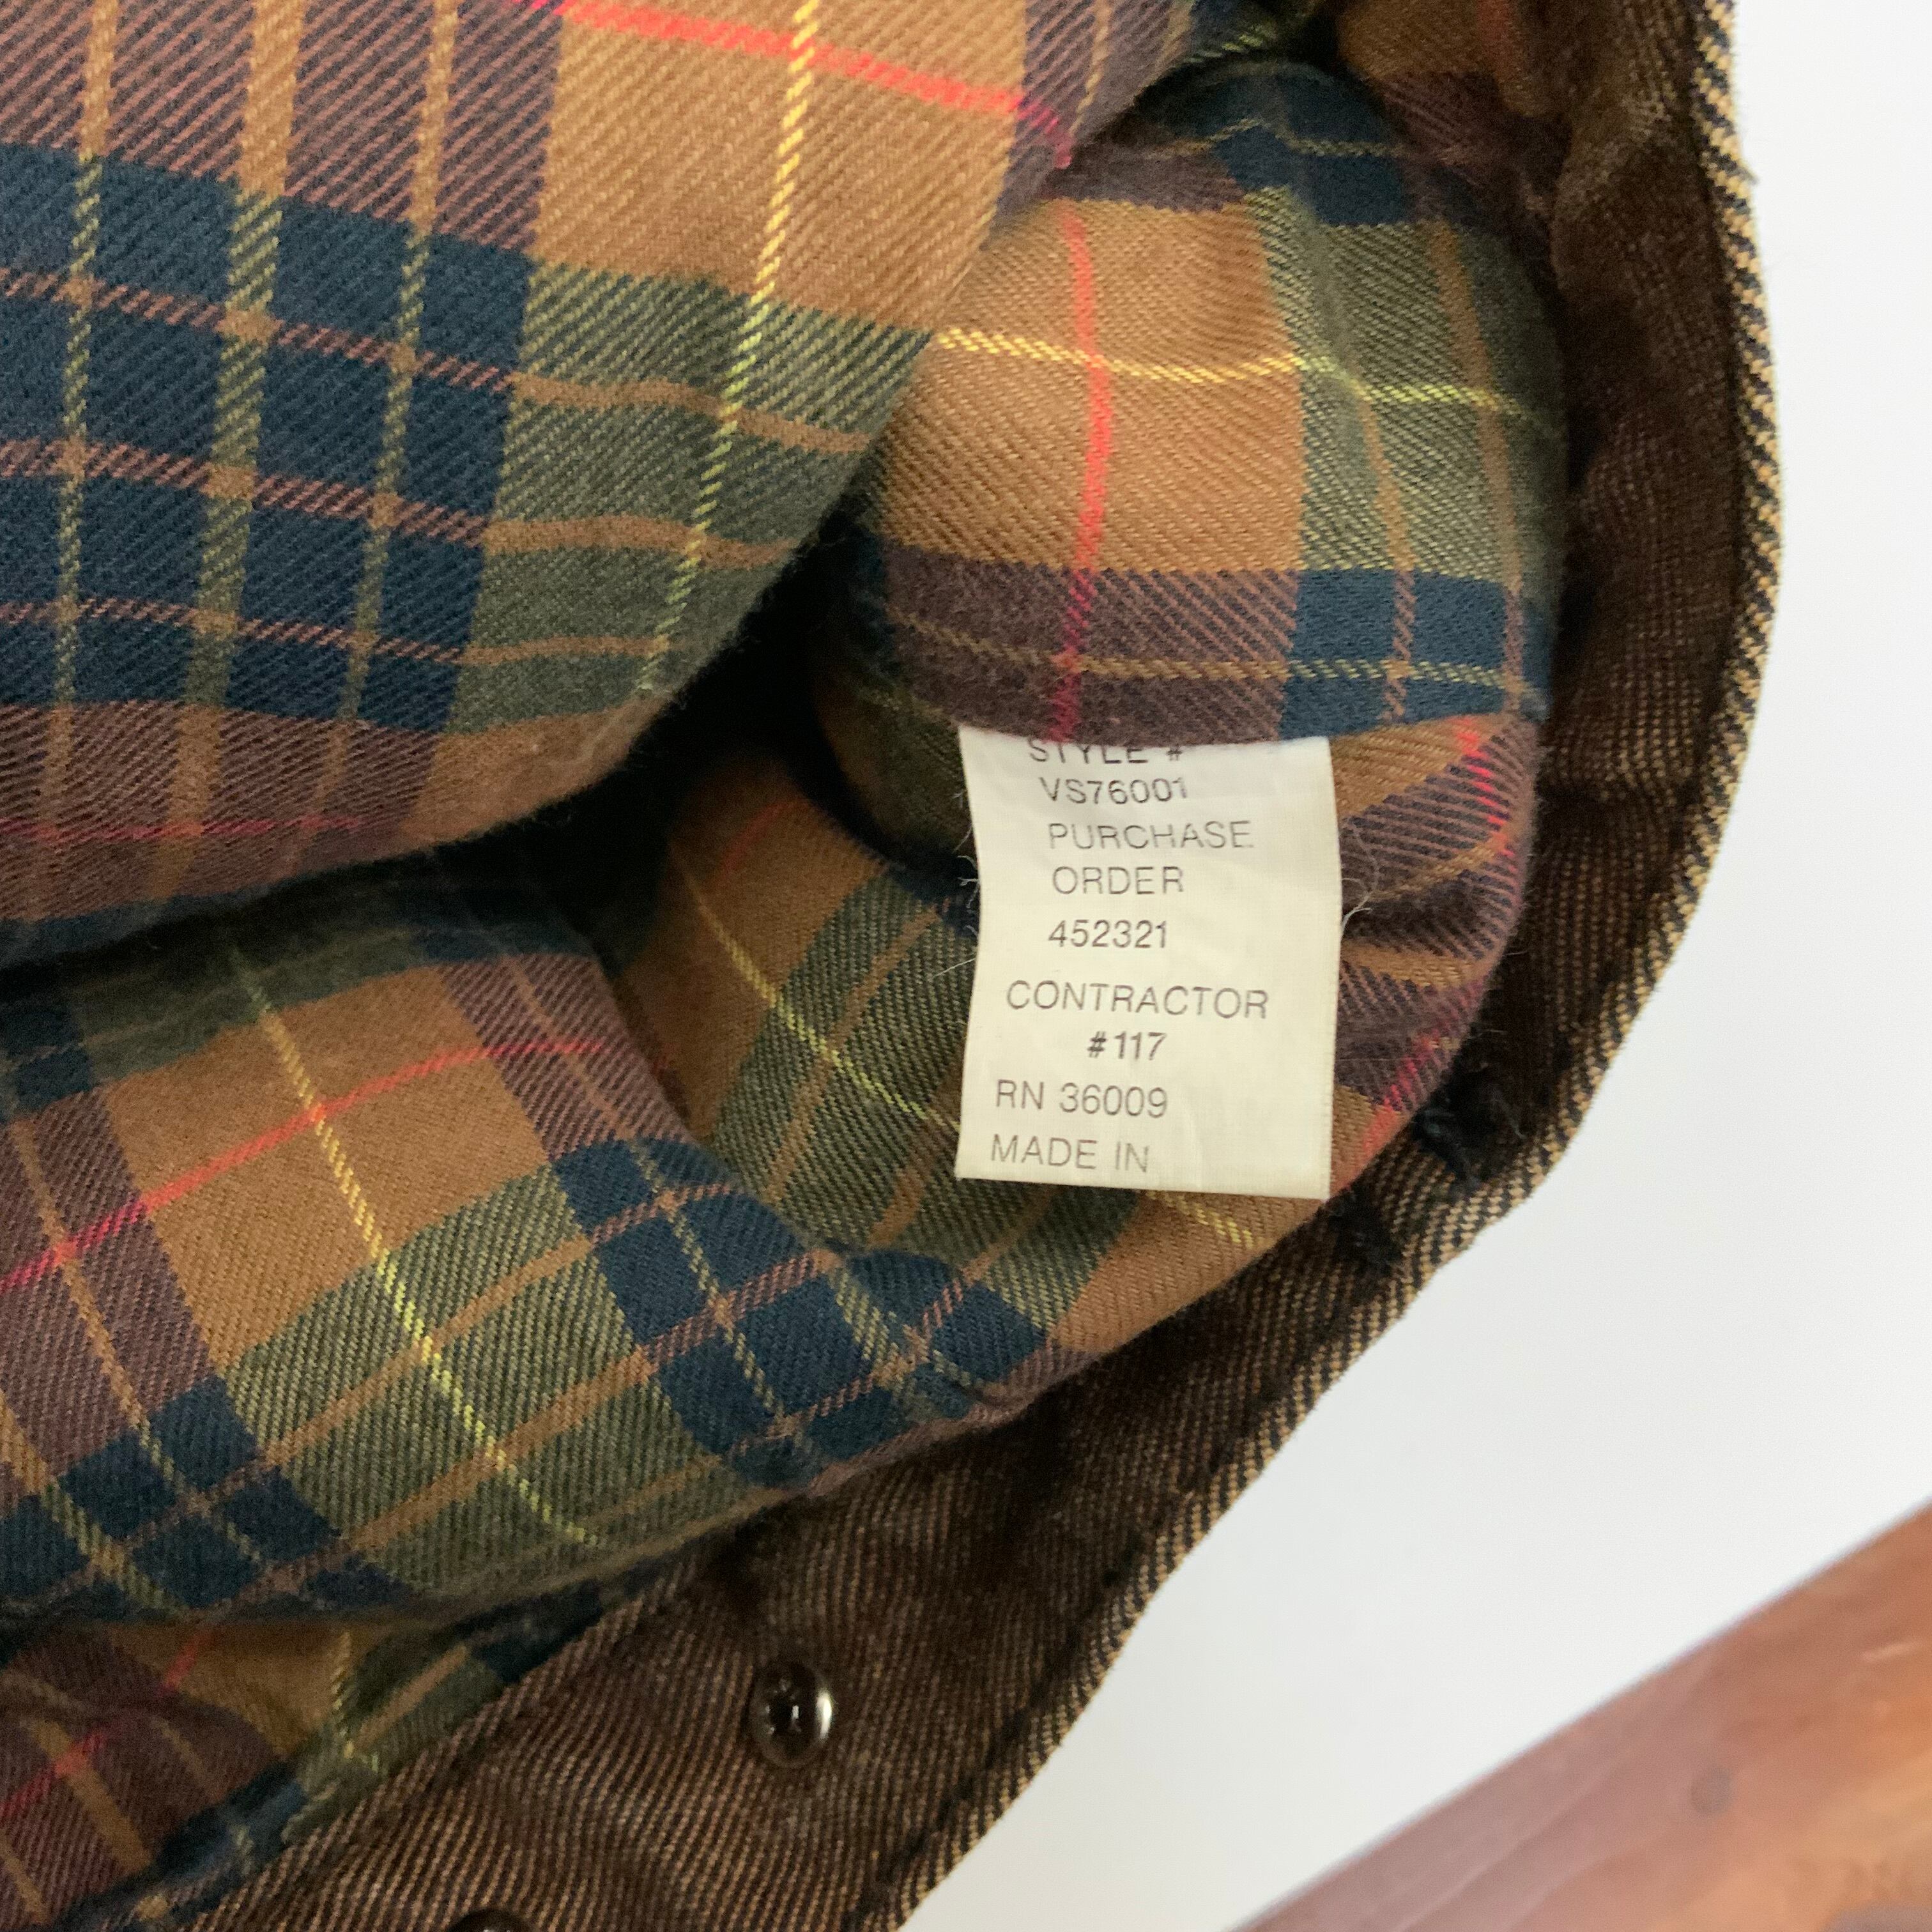 STYLE #
VS76001
PURCHASE
ORDER
452321
CONTRACTOR
#117
RN 36009
MADE IN